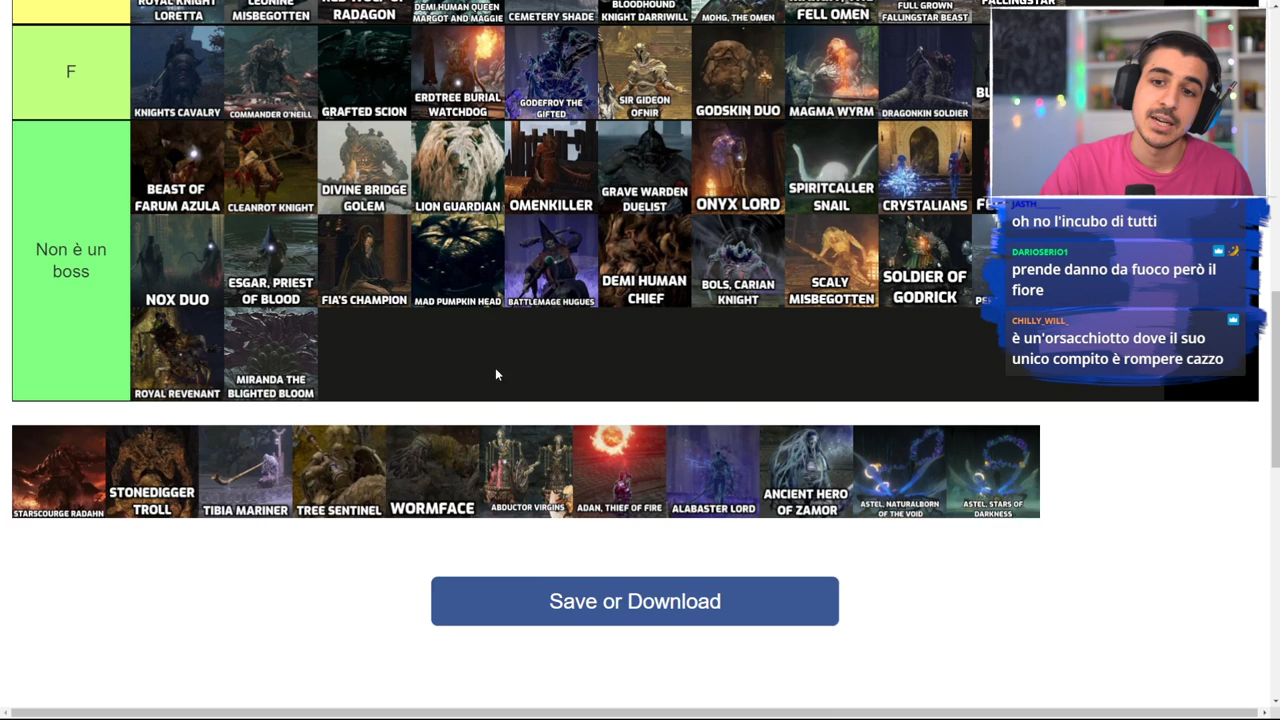 ROYAL KNIGHT
LORETTA
LEONINE
MISBEGOTTEN
RADAGON
DEMI HUMAN QUEEN
MARGOT AND MAGGIE
CEMETERY SHADE
BLOODHOUND
KNIGHT DARRIWILL
MOHG, THE OMEN
FELL OMEN
FULL GROWN
FALLINGSTAR BEAST
FALLINGSTAR
F
KNIGHTS CAVALRY
COMMANDER O'NEILL
GRAFTED SCION
ERDTREE BURIAL
WATCHDOG
GODEFROY THE
GIFTED
SIR GIDEON
OFNIR
GODSKIN DUO
MAGMA WYRM
DRAGONKIN SOLDIER
Non è un
boss
BEAST OF
FARUM AZULA
CLEANROT KNIGHT
DIVINE BRIDGE
GOLEM
LION GUARDIAN
OMENKILLER
GRAVE WARDEN
DUELIST
ONYX LORD
SPIRITCALLER
SNAIL
CRYSTALIANS
NOX DUO
ESGAR, PRIEST
OF BLOOD
FIA'S CHAMPION
MAD PUMPKIN HEAD
BATTLEMAGE HUGUES
DEMI HUMAN
CHIEF
BOLS, CARIAN
KNIGHT
SCALY
MISBEGOTTEN
SOLDIER OF
GODRICK
ROYAL REVENANT
MIRANDA THE
BLIGHTED BLOOM
STARSCOURGE RADAHN
STONEDIGGER
TROLL
TIBIA MARINER
TREE SENTINEL
WORMFACE
ABDUCTOR VIRGINS
ADAN, THIEF OF FIRE
ALABASTER LORD
ANCIENT HERO
OF ZAMOR
ASTEL, NATURALBORN
OF THE VOID
ASTEL, STARS OF
DARKNESS
Save or Download
oh no l'incubo di tutti
DARIOSERIO1
prende danno da fuoco però il
fiore
CHILLY_WILL_
è un'orsacchiotto dove il suo
unico compito è rompere cazzo